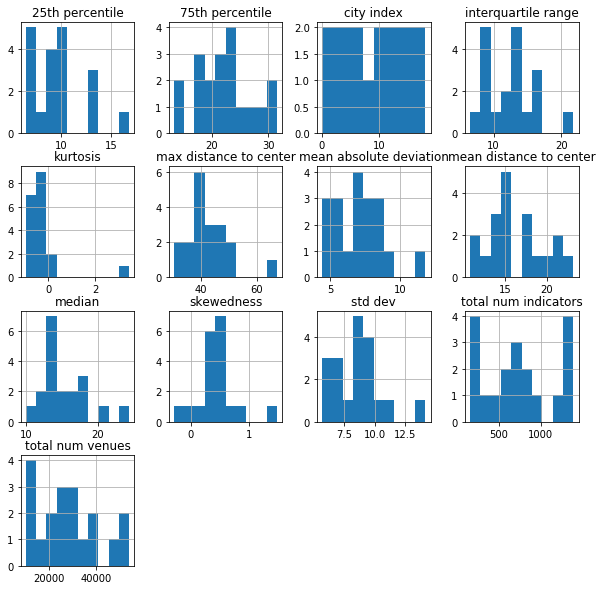 25th percentile 75th percentile city index interquartile range
4 2 0 10 15
4 3 2 1 0 20 30
2.0 1.5 1.0 0.5 0.0 0 10
4 2 0 10 20
kurtosis max distance to center mean absolute deviation mean distance to center
8 6 4 2 0 0 2
6 4 2 0 40 60
4 3 2 1 0 5 10
4 2 0 15 20
median skewedness std dev total num indicators
6 4 2 0 10 20
6 4 2 0 0 1
4 2 0 7.5 10.0 12.5
4 3 2 1 0 500 1000
total num venues
4 3 2 1 0 20000 40000